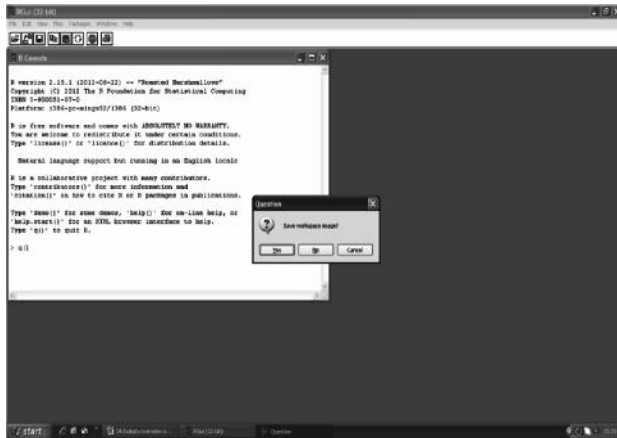 RGui (32-bit)
File Edit View Misc Packages Windows Help
R Console
R version 2.15.1 (2012-06-22) -- "Roasted Marshmallows"
Copyright (C) 2012 The R Foundation for Statistical Computing
ISBN 3-900051-07-0
Platform: i386-pc-mingw32/i386 (32-bit)
R is free software and comes with ABSOLUTELY NO WARRANTY.
You are welcome to redistribute it under certain conditions.
Type 'license()' or 'licence()' for distribution details.
Natural language support but running in an English locale
R is a collaborative project with many contributors.
Type 'contributors()' for more information and
'citation()' on how to cite R or R packages in publications.
Type 'demo()' for some demos, 'help()' for on-line help, or
'help.start()' for an HTML browser interface to help.
Type 'q()' to quit R.
> q()
Question
Save workspace image?
Yes No Cancel
start RGui (32-bit) Question